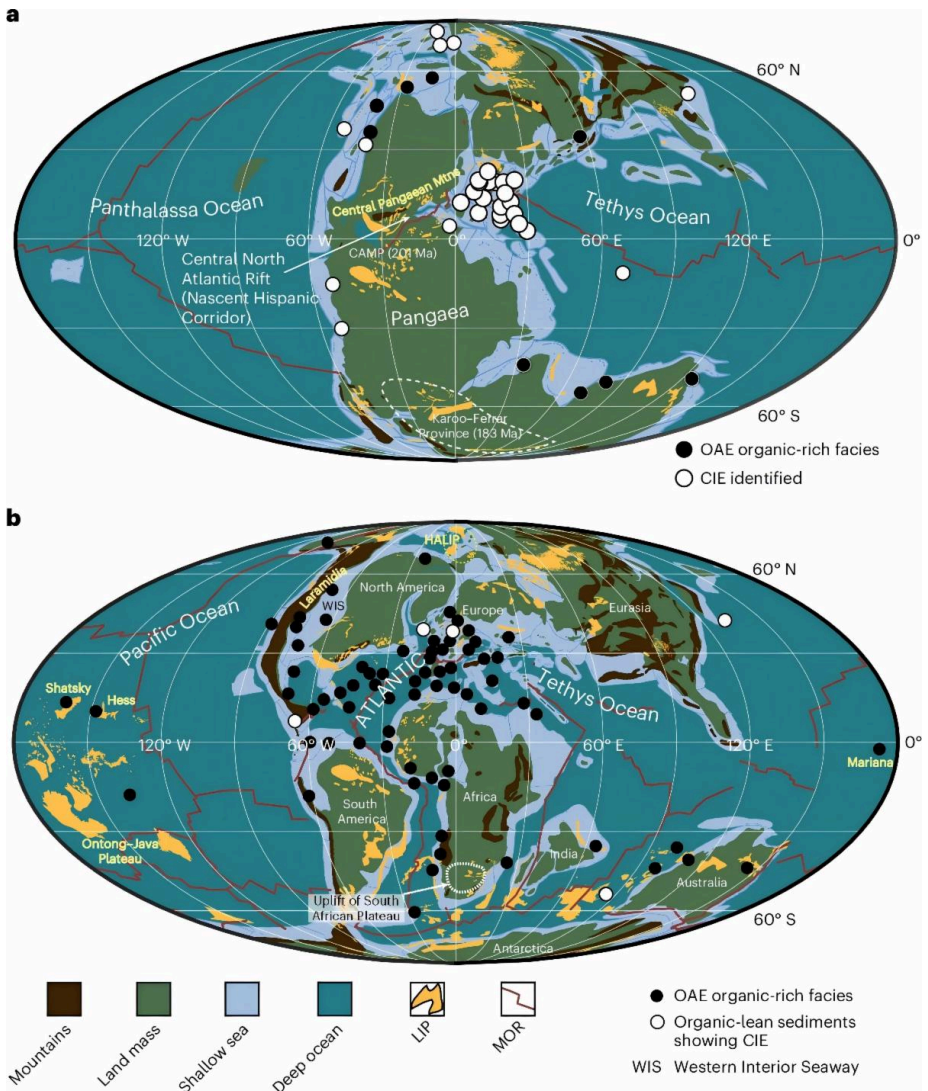 a
60° N
Panthalassa Ocean
Central Pangaean Mtns
Tethys Ocean
120° W
60° W
0°
60° E
120° E
0°
CAMP (201 Ma)
Central North
Atlantic Rift
(Nascent Hispanic
Corridor)
Pangaea
Karoo–Ferrar
Province (183 Ma)
60° S
OAE organic-rich facies
CIE identified
b
HALIP
60° N
Laramidia
North America
WIS
Europe
Eurasia
Pacific Ocean
ATLANTIC
Tethys Ocean
Shatsky
Hess
120° W
60° W
0°
60° E
120° E
0°
Mariana
South
America
Africa
Ontong–Java
Plateau
India
Australia
Uplift of South
African Plateau
60° S
Antarctica
Mountains
Land mass
Shallow sea
Deep ocean
LIP
MOR
OAE organic-rich facies
Organic-lean sediments
showing CIE
WIS Western Interior Seaway